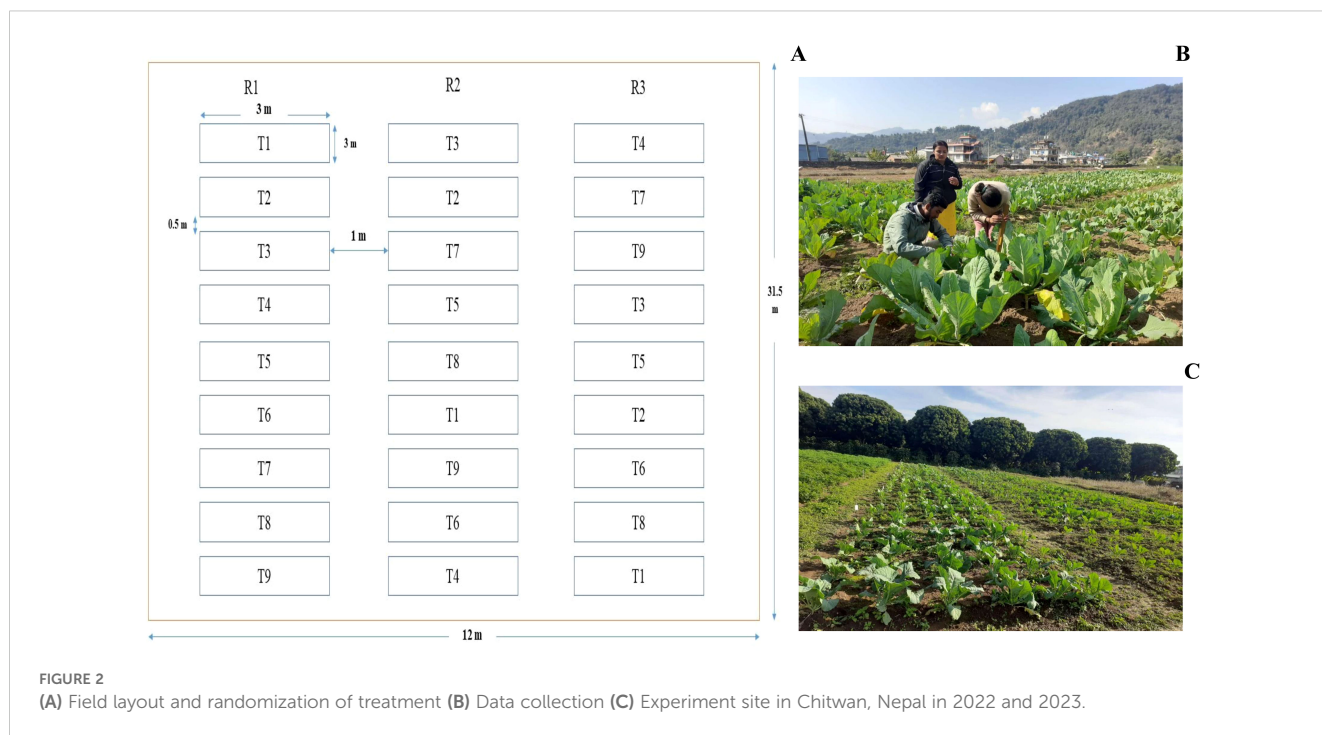 A
B
R1
R2
R3
3 m
T1
3 m
T3
T4
T2
T2
T7
0.5 m
T3
1 m
T7
T9
T4
T5
T3
31.5
m
T5
T8
T5
T6
T1
T2
T7
T9
T6
T8
T6
T8
T9
T4
T1
12 m
C
FIGURE 2
(A) Field layout and randomization of treatment (B) Data collection (C) Experiment site in Chitwan, Nepal in 2022 and 2023.